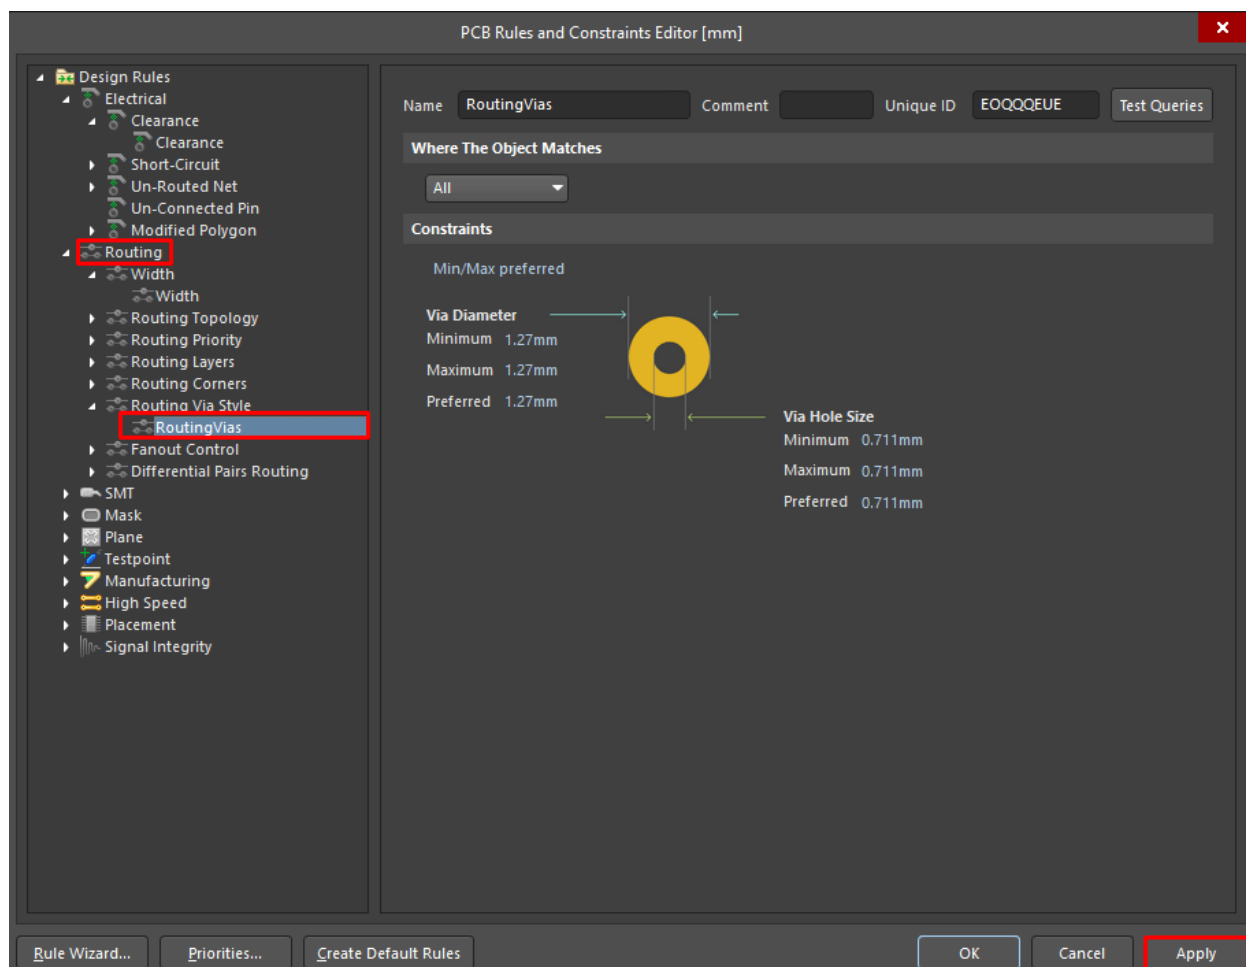 PCB Rules and Constraints Editor [mm]
Design Rules
Electrical
Clearance
Clearance
Short-Circuit
Un-Routed Net
Un-Connected Pin
Modified Polygon
Routing
Width
Width
Routing Topology
Routing Priority
Routing Layers
Routing Corners
Routing Via Style
RoutingVias
Fanout Control
Differential Pairs Routing
SMT
Mask
Plane
Testpoint
Manufacturing
High Speed
Placement
Signal Integrity
Name RoutingVias Comment Unique ID EOQQQEUE Test Queries
Where The Object Matches
All
Constraints
Min/Max preferred
Via Diameter
Minimum 1.27mm
Maximum 1.27mm
Preferred 1.27mm
Via Hole Size
Minimum 0.711mm
Maximum 0.711mm
Preferred 0.711mm
Rule Wizard... Priorities... Create Default Rules OK Cancel Apply